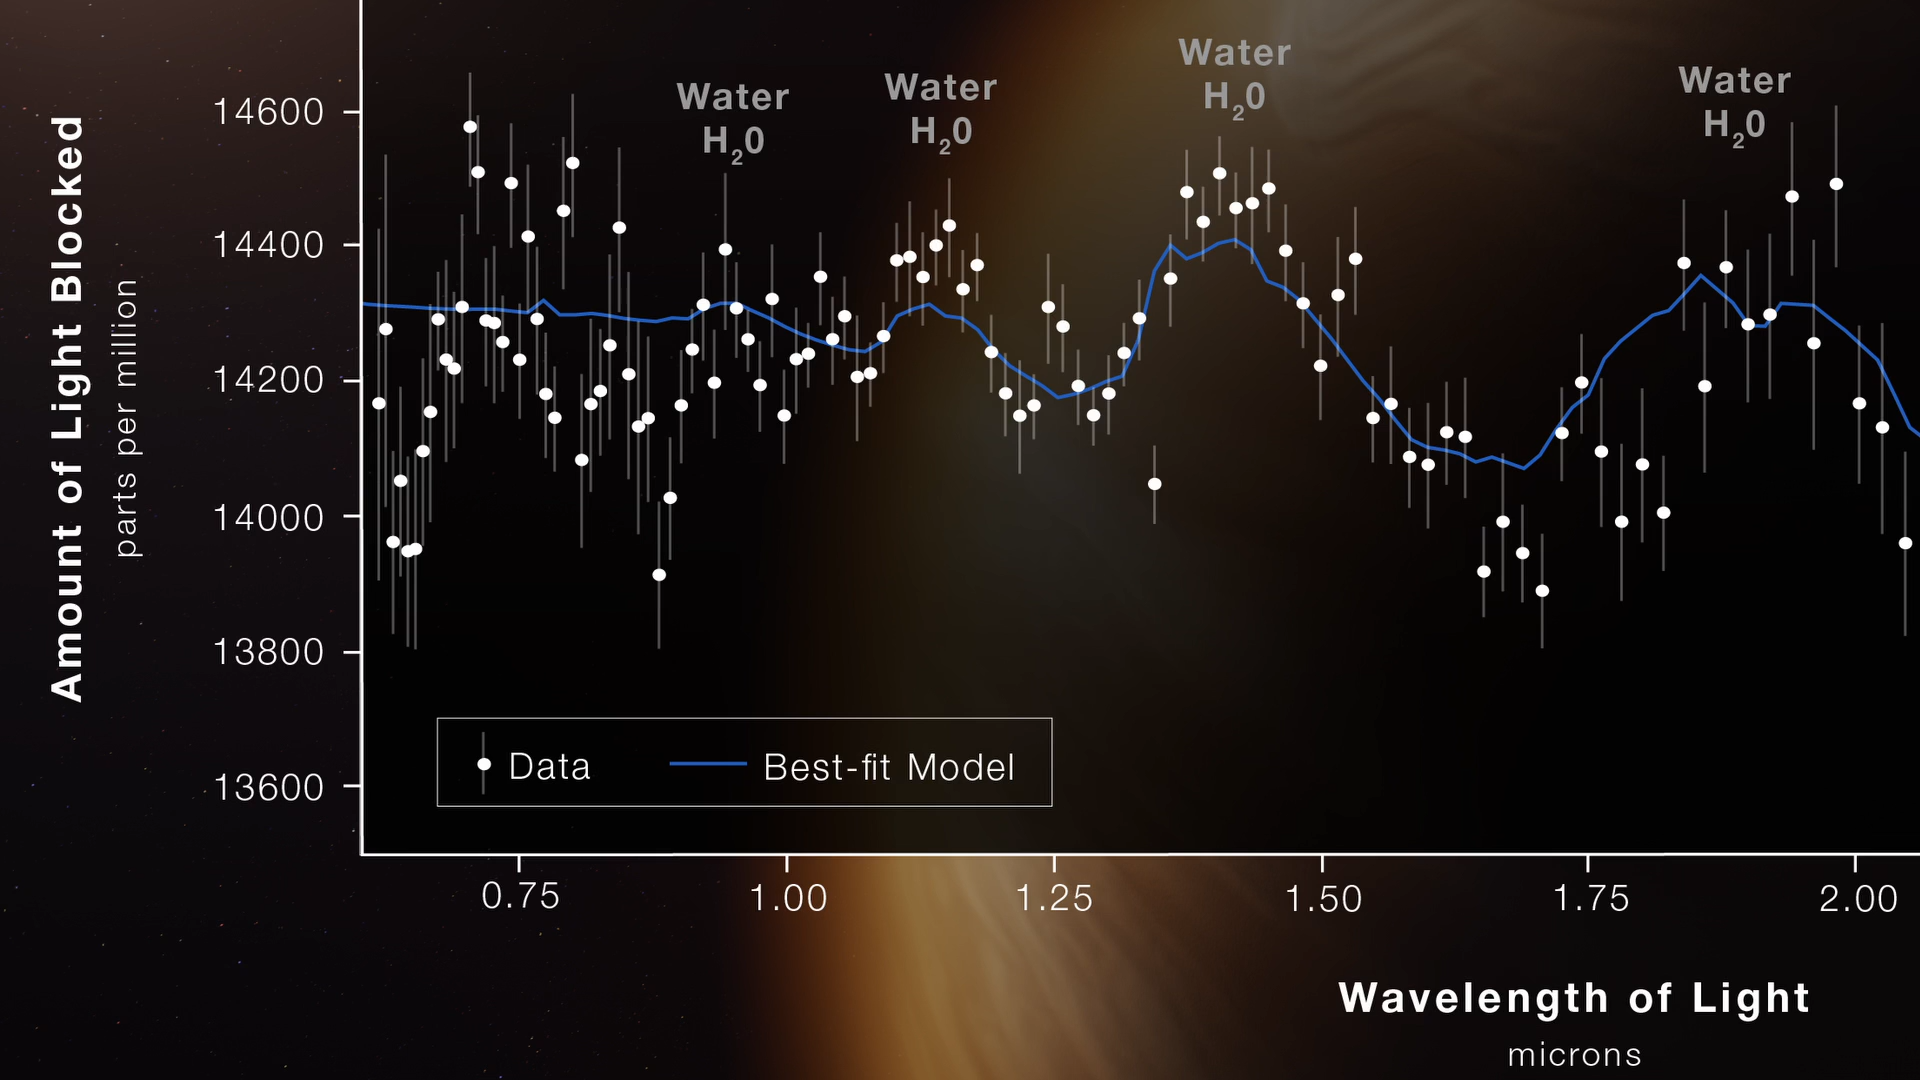 Water
H₂0
Water
H₂0
Water
H₂0
Water
H₂0
Amount of Light Blocked
parts per million
14600
14400
14200
14000
13800
13600
Data
Best-fit Model
0.75
1.00
1.25
1.50
1.75
2.00
Wavelength of Light
microns